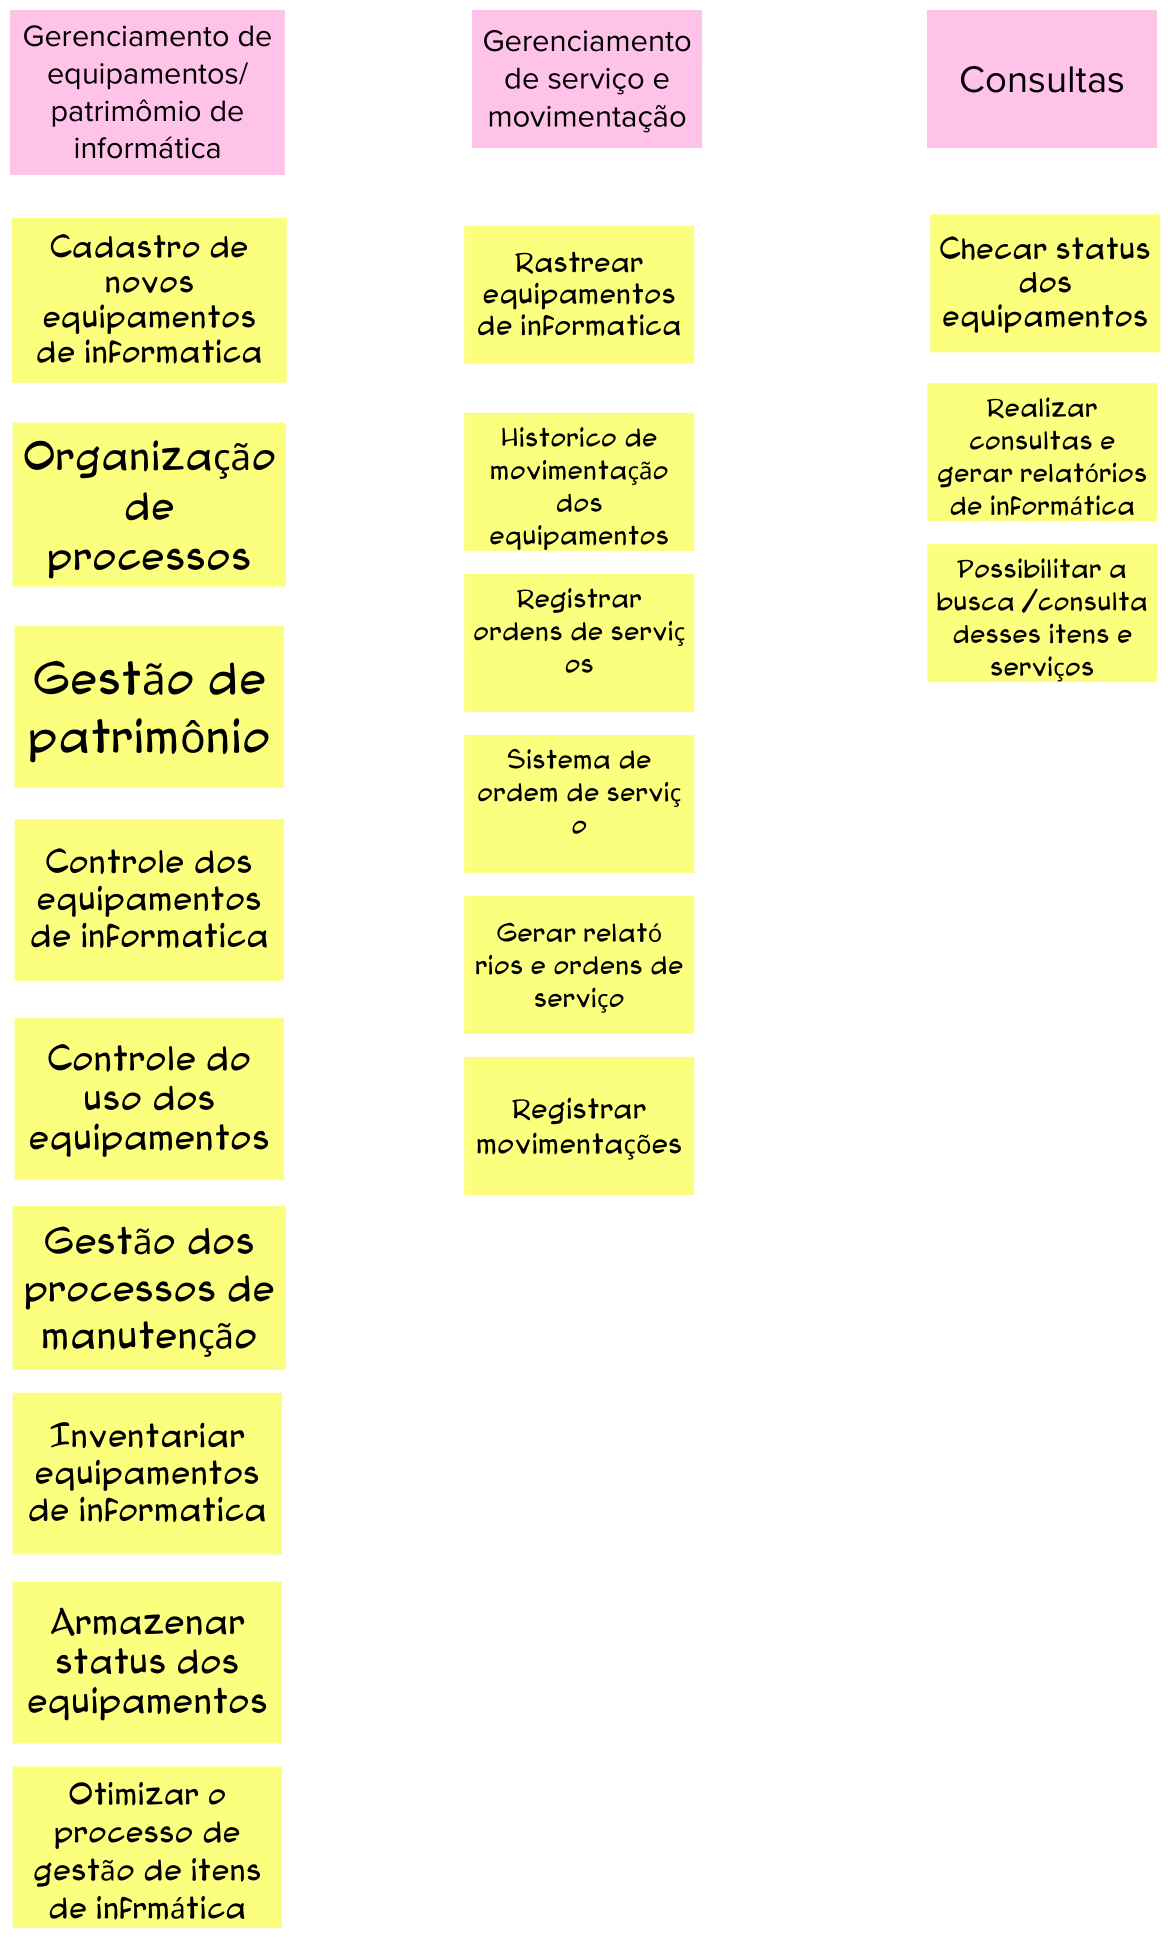 Gerenciamento de
equipamentos/
patrimômio de
informática
Cadastro de
novos
equipamentos
de informatica
Organização
de
processos
Gestão de
patrimônio
Controle dos
equipamentos
de informatica
Controle do
uso dos
equipamentos
Gestão dos
processos de
manutenção
Inventariar
equipamentos
de informatica
Armazenar
status dos
equipamentos
Otimizar o
processo de
gestão de itens
de infrmática
Gerenciamento
de serviço e
movimentação
Rastrear
equipamentos
de informatica
Historico de
movimentação
dos
equipamentos
Registrar
ordens de serviç
os
Sistema de
ordem de serviç
o
Gerar relató
rios e ordens de
serviço
Registrar
movimentações
Consultas
Checar status
dos
equipamentos
Realizar
consultas e
gerar relatórios
de informática
Possibilitar a
busca /consulta
desses itens e
serviços